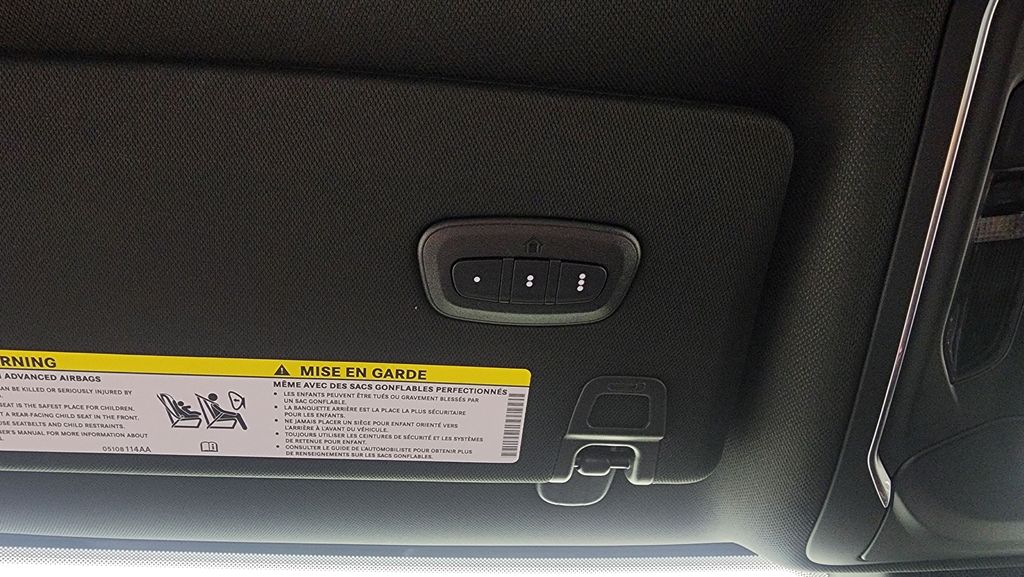 RNING
ADVANCED AIRBAGS
AN BE KILLED OR SERIOUSLY INJURED BY
SEAT IS THE SAFEST PLACE FOR CHILDREN.
T A REAR-FACING CHILD SEAT IN THE FRONT.
USE SEATBELTS AND CHILD RESTRAINTS.
ER'S MANUAL FOR MORE INFORMATION ABOUT
05108114AA
MISE EN GARDE
MÊME AVEC DES SACS GONFLABLES PERFECTIONNÉS
• LES ENFANTS PEUVENT ÊTRE TUÉS OU GRAVEMENT BLESSÉS PAR
UN SAC GONFLABLE.
• LA BANQUETTE ARRIÈRE EST LA PLACE LA PLUS SÉCURITAIRE
POUR LES ENFANTS.
• NE JAMAIS PLACER UN SIÈGE POUR ENFANT ORIENTÉ VERS
L'ARRIÈRE À L'AVANT DU VÉHICULE.
• TOUJOURS UTILISER LES CEINTURES DE SÉCURITÉ ET LES SYSTÈMES
DE RETENUE POUR ENFANT.
• CONSULTER LE GUIDE DE L'AUTOMOBILISTE POUR OBTENIR PLUS
DE RENSEIGNEMENTS SUR LES SACS GONFLABLES.